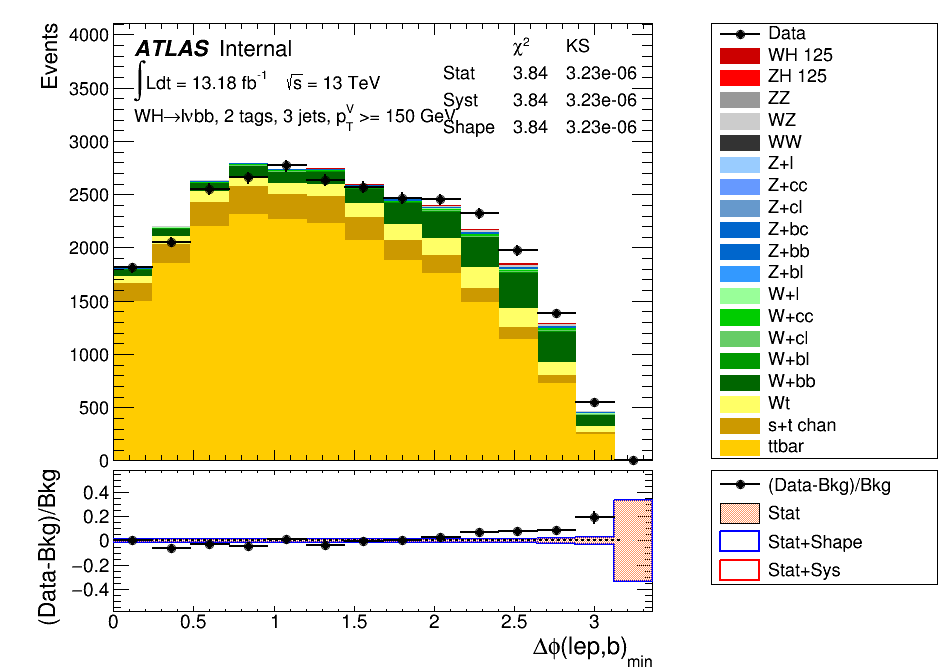 Events
4000
3500
3000
2500
2000
1500
1000
500
0
ATLAS Internal
∫Ldt = 13.18 fb⁻¹ √s = 13 TeV
WH→lνbb, 2 tags, 3 jets, p_T^V >= 150 GeV
χ² KS
Stat 3.84 3.23e-06
Syst 3.84 3.23e-06
Shape 3.84 3.23e-06
Data
WH 125
ZH 125
ZZ
WZ
WW
Z+l
Z+cc
Z+cl
Z+bc
Z+bb
Z+bl
W+l
W+cc
W+cl
W+bl
W+bb
Wt
s+t chan
ttbar
(Data-Bkg)/Bkg
0.4
0.2
0
−0.2
−0.4
0 0.5 1 1.5 2 2.5 3
Δϕ(lep,b)_min
(Data-Bkg)/Bkg
Stat
Stat+Shape
Stat+Sys